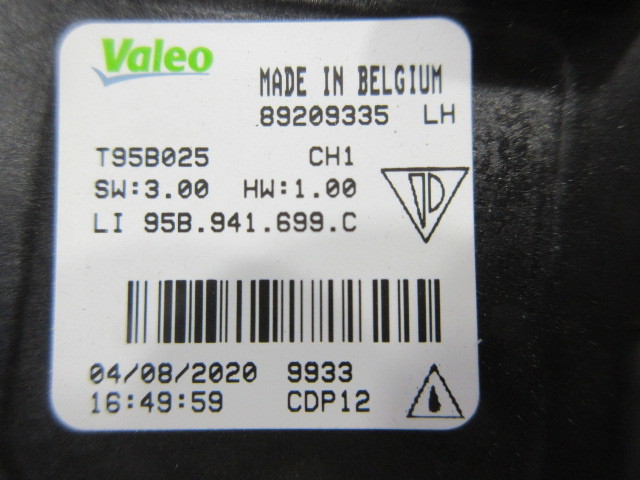 Valeo
MADE IN BELGIUM
89209335 LH
T95B025 CH1
SW:3.00 HW:1.00
LI 95B.941.699.C
04/08/2020 9933
16:49:59 CDP12